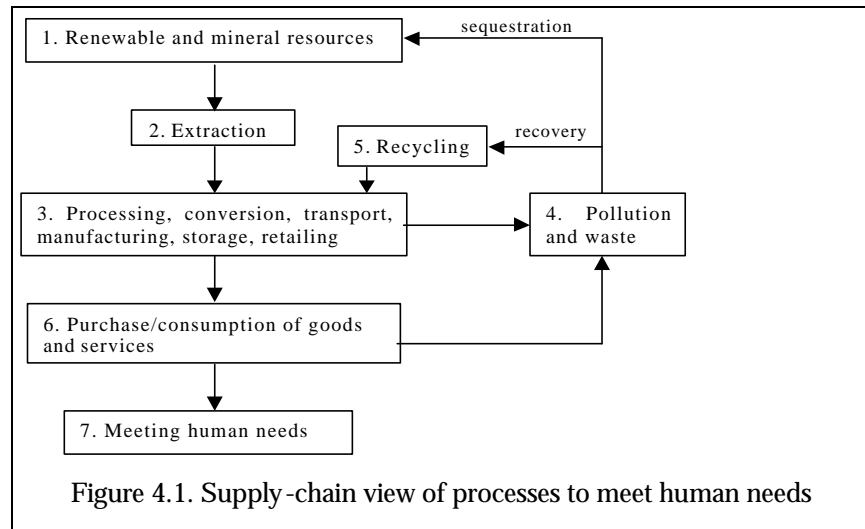 1. Renewable and mineral resources
sequestration
2. Extraction
recovery
5. Recycling
3. Processing, conversion, transport,
manufacturing, storage, retailing
4. Pollution
and waste
6. Purchase/consumption of goods
and services
7. Meeting human needs
Figure 4.1. Supply-chain view of processes to meet human needs